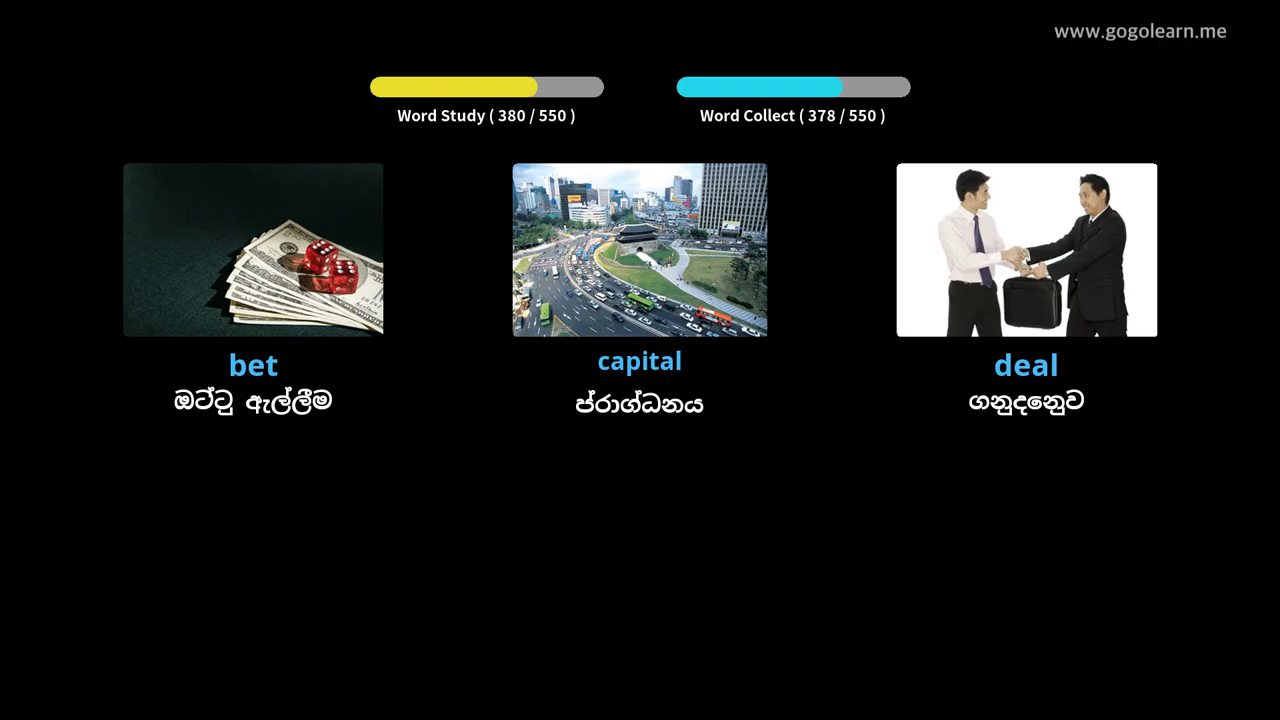 www.gogolearn.me
Word Study ( 380 / 550 )
Word Collect ( 378 / 550 )
bet
ඔට්ටු ඇල්ලීම
capital
ප්රාග්ධනය
deal
ගනුදෙනුව